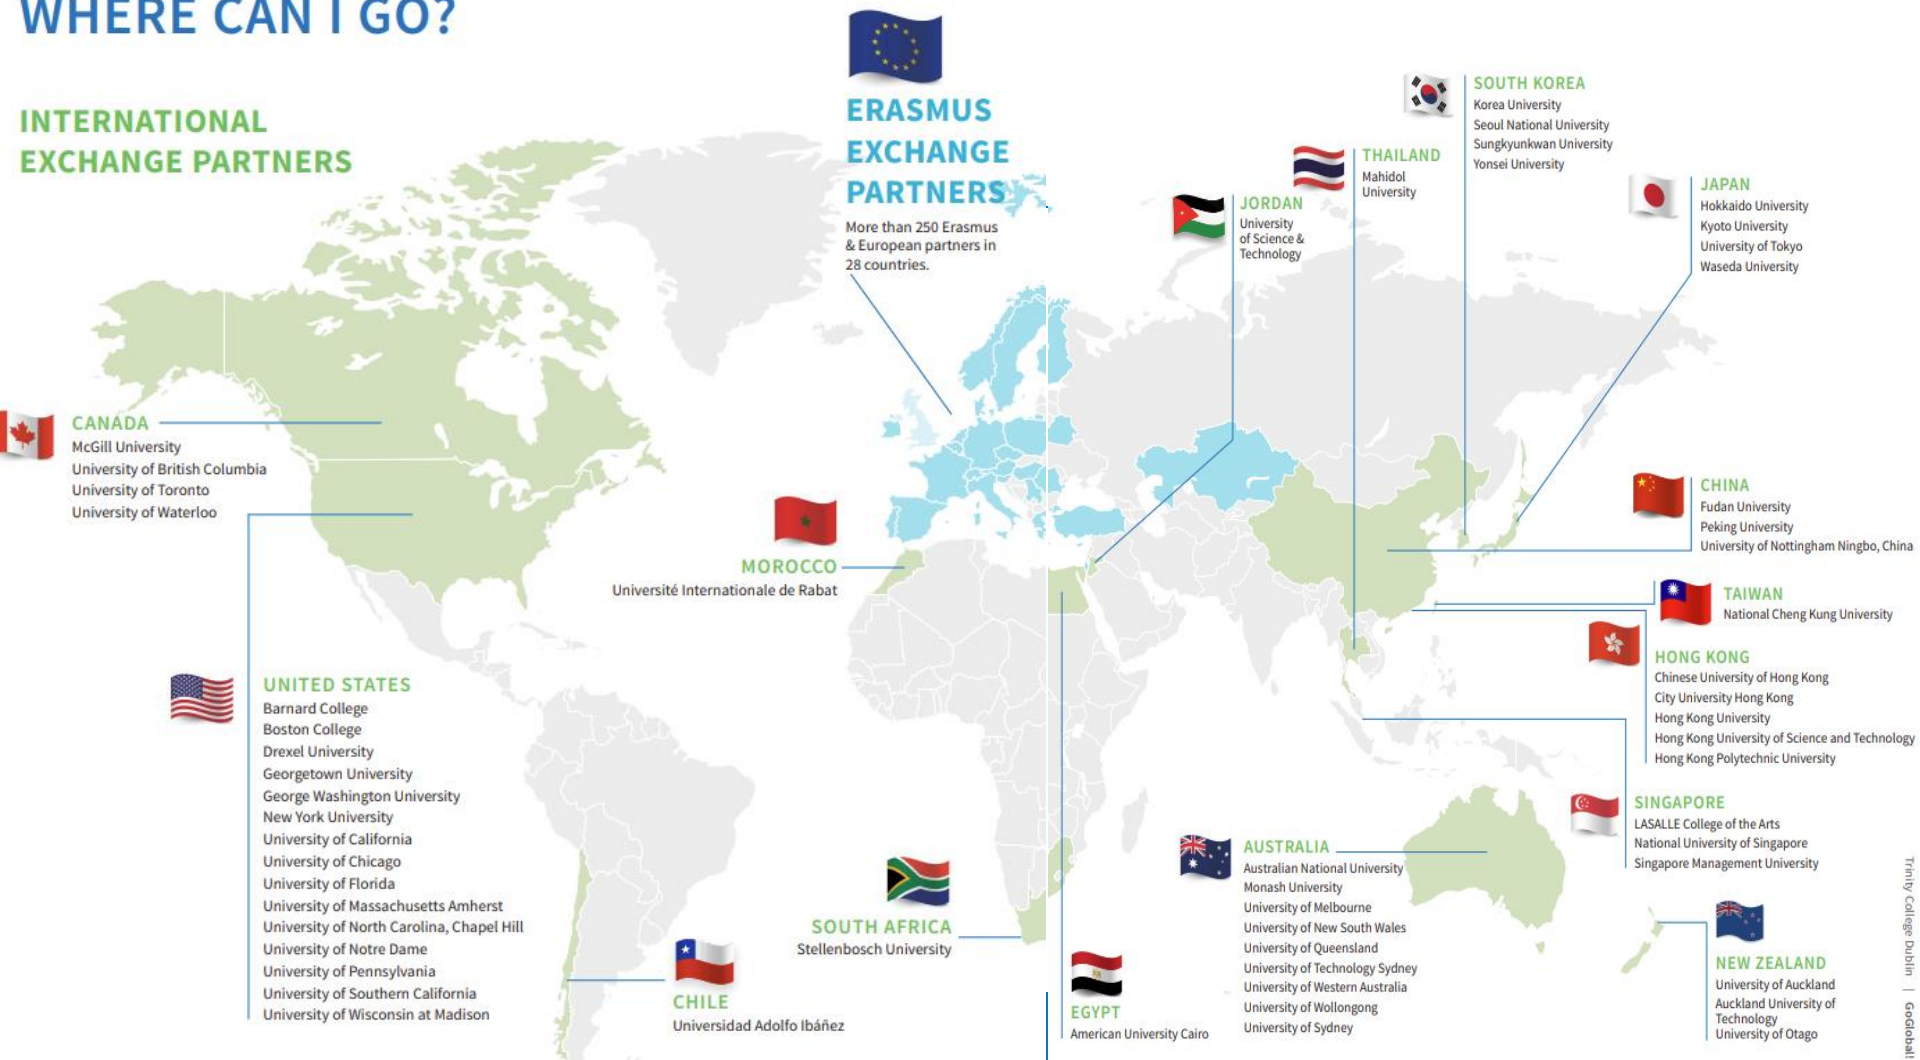 WHERE CAN I GO?
INTERNATIONAL
EXCHANGE PARTNERS
ERASMUS
EXCHANGE
PARTNERS
More than 250 Erasmus
& European partners in
28 countries.
CANADA
McGill University
University of British Columbia
University of Toronto
University of Waterloo
UNITED STATES
Barnard College
Boston College
Drexel University
Georgetown University
George Washington University
New York University
University of California
University of Chicago
University of Florida
University of Massachusetts Amherst
University of North Carolina, Chapel Hill
University of Notre Dame
University of Pennsylvania
University of Southern California
University of Wisconsin at Madison
MOROCCO
Université Internationale de Rabat
SOUTH AFRICA
Stellenbosch University
CHILE
Universidad Adolfo Ibáñez
JORDAN
University
of Science &
Technology
THAILAND
Mahidol
University
SOUTH KOREA
Korea University
Seoul National University
Sungkyunkwan University
Yonsei University
JAPAN
Hokkaido University
Kyoto University
University of Tokyo
Waseda University
CHINA
Fudan University
Peking University
University of Nottingham Ningbo, China
TAIWAN
National Cheng Kung University
HONG KONG
Chinese University of Hong Kong
City University Hong Kong
Hong Kong University
Hong Kong University of Science and Technology
Hong Kong Polytechnic University
SINGAPORE
LASALLE College of the Arts
National University of Singapore
Singapore Management University
AUSTRALIA
Australian National University
Monash University
University of Melbourne
University of New South Wales
University of Queensland
University of Technology Sydney
University of Western Australia
University of Wollongong
University of Sydney
EGYPT
American University Cairo
NEW ZEALAND
University of Auckland
Auckland University of
Technology
University of Otago
Trinity College Dublin | GoGlobal!